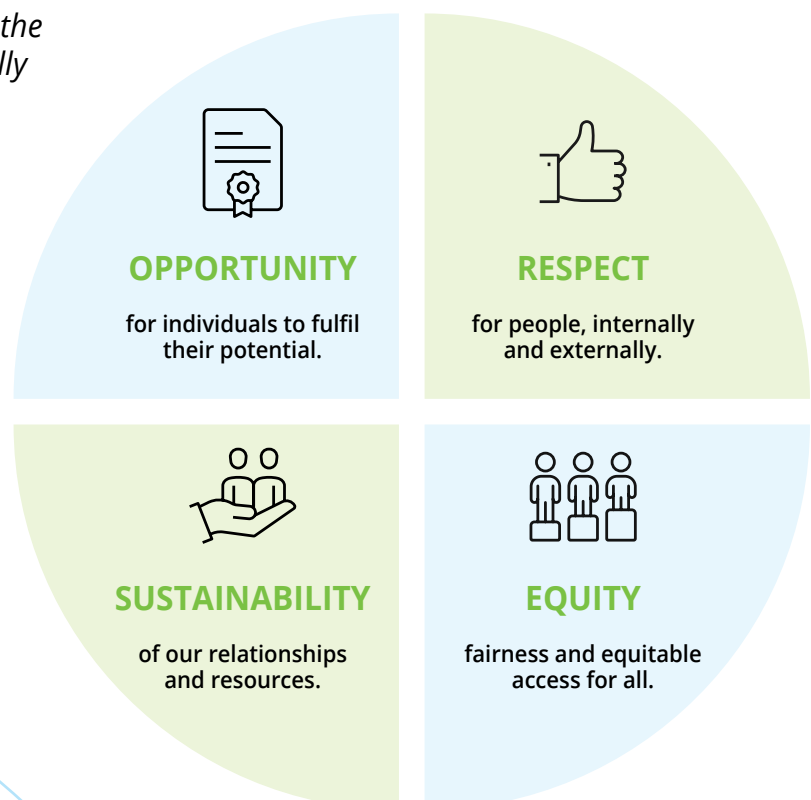 the
lly
OPPORTUNITY
for individuals to fulfil
their potential.
RESPECT
for people, internally
and externally.
SUSTAINABILITY
of our relationships
and resources.
EQUITY
fairness and equitable
access for all.